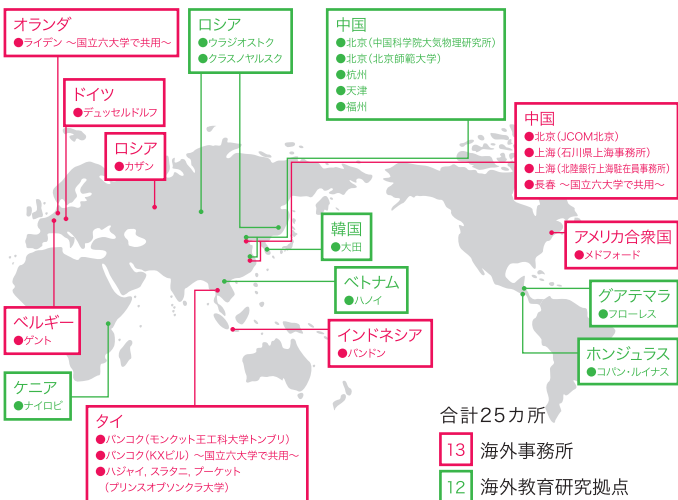 オランダ
●ライデン ～国立六大学で共用～
ロシア
●ウラジオストク
●クラスノヤルスク
中国
●北京（中国科学院大気物理研究所）
●北京（北京師範大学）
●杭州
●天津
●福州
ドイツ
●デュッセルドルフ
ロシア
●カザン
中国
●北京（JCOM北京）
●上海（石川県上海事務所）
●上海（北陸銀行上海駐在員事務所）
●長春 ～国立六大学で共用～
韓国
●大田
アメリカ合衆国
●メドフォード
ベトナム
●ハノイ
グアテマラ
●フローレス
ベルギー
●ゲント
インドネシア
●バンドン
ホンジュラス
●コパン・ルイナス
ケニア
●ナイロビ
タイ
●バンコク（モンクット王工科大学トンブリ）
●バンコク（KXビル） ～国立六大学で共用～
●ハジャイ, スラタニ, プーケット
（プリンスオブソンクラ大学）
合計25カ所
13 海外事務所
12 海外教育研究拠点